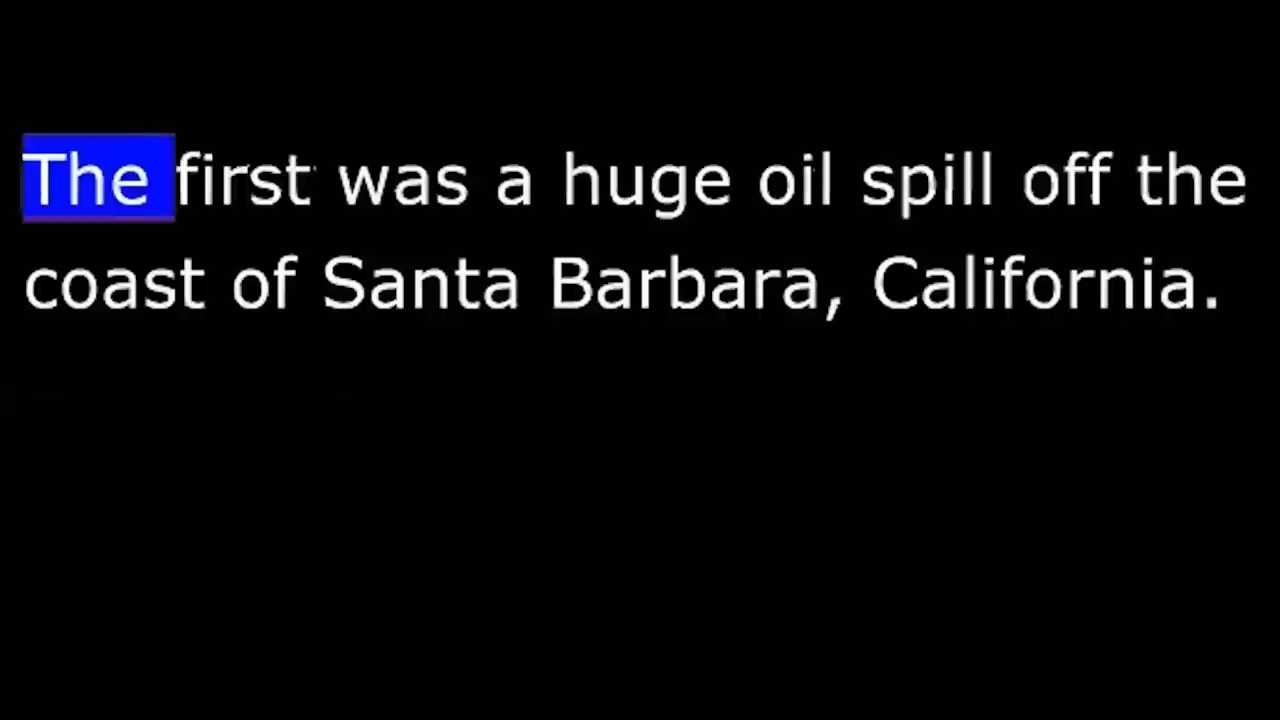 The first was a huge oil spill off the
coast of Santa Barbara, California.